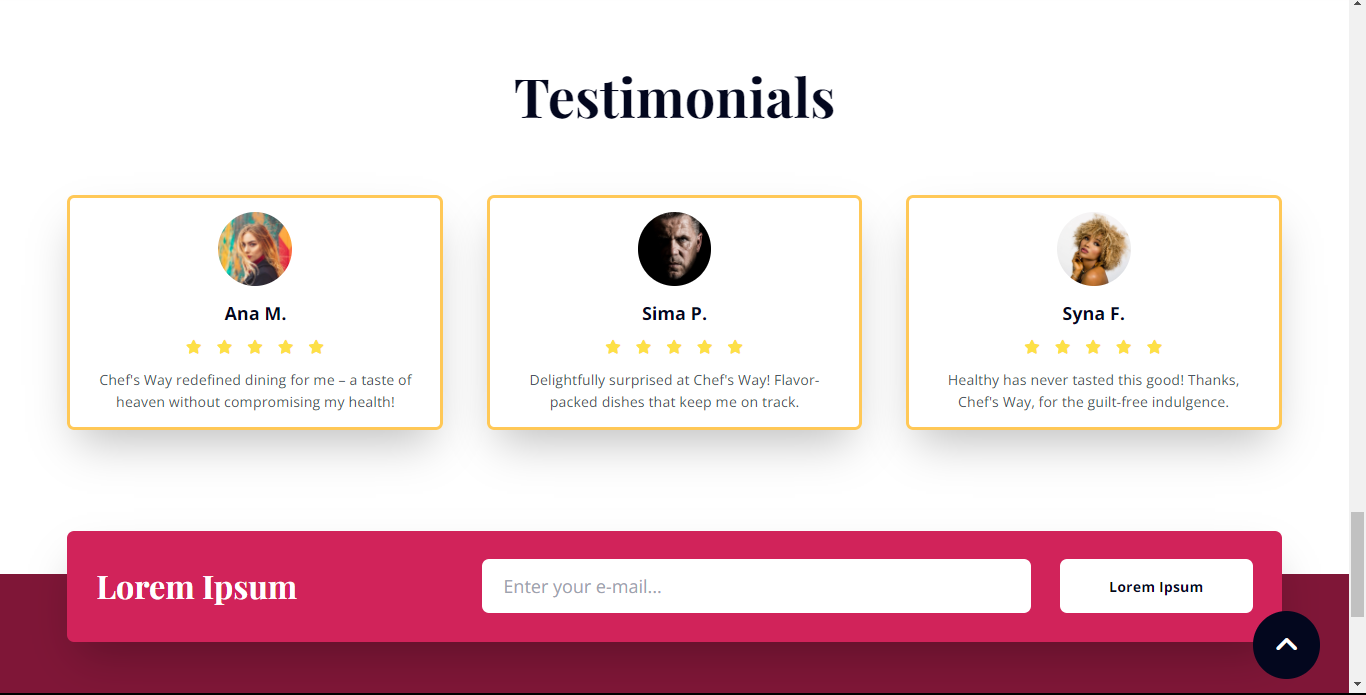 Testimonials
Ana M.
Chef's Way redefined dining for me – a taste of
heaven without compromising my health!
Sima P.
Delightfully surprised at Chef's Way! Flavor-
packed dishes that keep me on track.
Syna F.
Healthy has never tasted this good! Thanks,
Chef's Way, for the guilt-free indulgence.
Lorem Ipsum
Enter your e-mail...
Lorem Ipsum